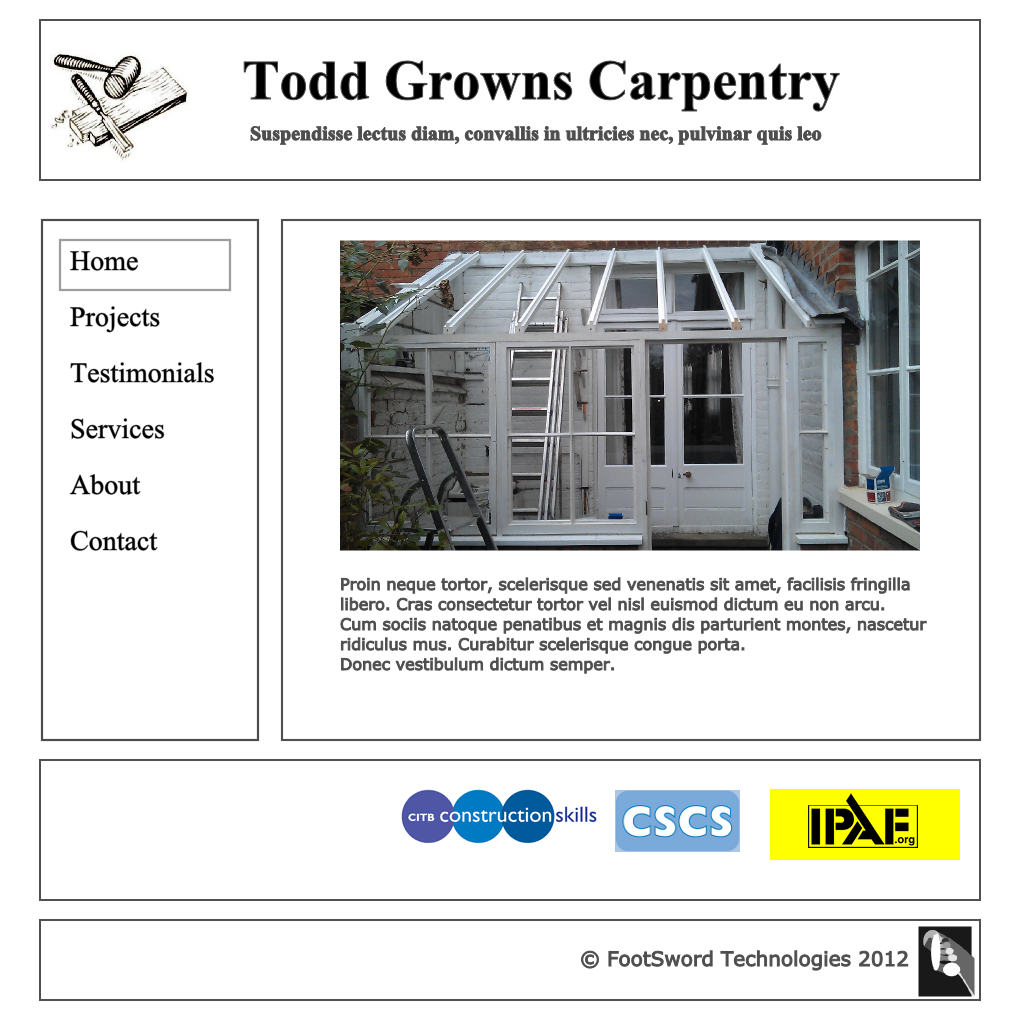 Todd Growns Carpentry
Suspendisse lectus diam, convallis in ultricies nec, pulvinar quis leo
Home
Projects
Testimonials
Services
About
Contact
Proin neque tortor, scelerisque sed venenatis sit amet, facilisis fringilla
libero. Cras consectetur tortor vel nisl euismod dictum eu non arcu.
Cum sociis natoque penatibus et magnis dis parturient montes, nascetur
ridiculus mus. Curabitur scelerisque congue porta.
Donec vestibulum dictum semper.
CITB constructionskills
CSCS
IPAF.org
© FootSword Technologies 2012